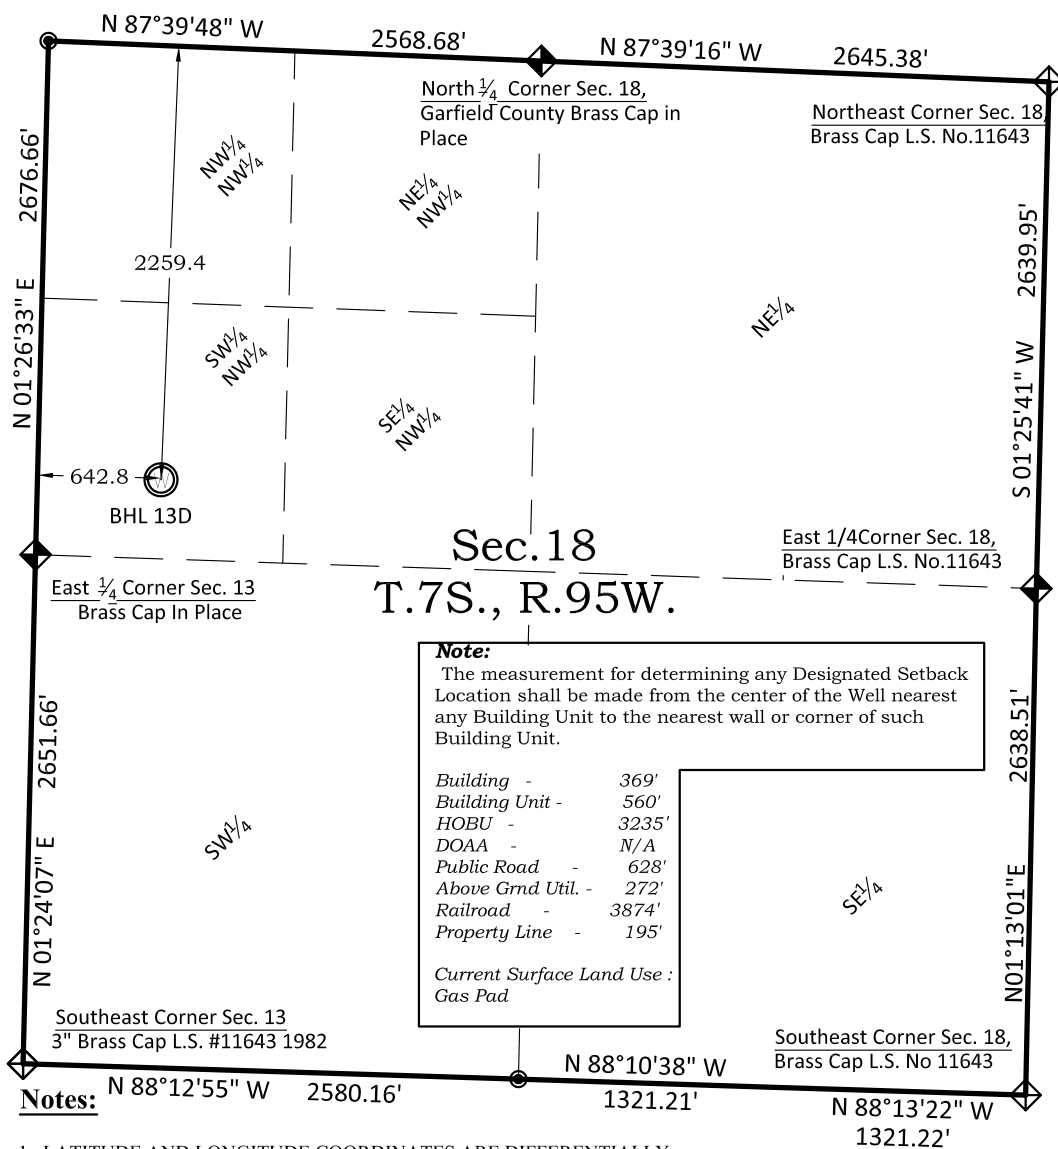 N 87°39'48" W 2568.68' N 87°39'16" W 2645.38'
North 1/4 Corner Sec. 18,
Garfield County Brass Cap in
Place
Northeast Corner Sec. 18,
Brass Cap L.S. No.11643
N 01°26'33" E 2676.66'
NW1/4
NW1/4
NE1/4
NW1/4
2259.4
NE1/4
S 01°25'41" W 2639.95'
SW1/4
NW1/4
SE1/4
NW1/4
642.8
W
BHL 13D
Sec.18
T.7S., R.95W.
East 1/4Corner Sec. 18,
Brass Cap L.S. No.11643
East 1/4 Corner Sec. 13
Brass Cap In Place
Note:
The measurement for determining any Designated Setback
Location shall be made from the center of the Well nearest
any Building Unit to the nearest wall or corner of such
Building Unit.
Building - 369'
Building Unit - 560'
HOBU - 3235'
DOAA - N/A
Public Road - 628'
Above Grnd Util. - 272'
Railroad - 3874'
Property Line - 195'
Current Surface Land Use :
Gas Pad
N 01°24'07" E 2651.66'
SW1/4
SE1/4
N01°13'01"E 2638.51'
Southeast Corner Sec. 13
3" Brass Cap L.S. #11643 1982
Southeast Corner Sec. 18,
Brass Cap L.S. No 11643
N 88°12'55" W 2580.16'
N 88°10'38" W
1321.21'
N 88°13'22" W
1321.22'
Notes:
1. LATITUDE AND LONGITUDE COORDINATES ARE DIFFERENTIALLY